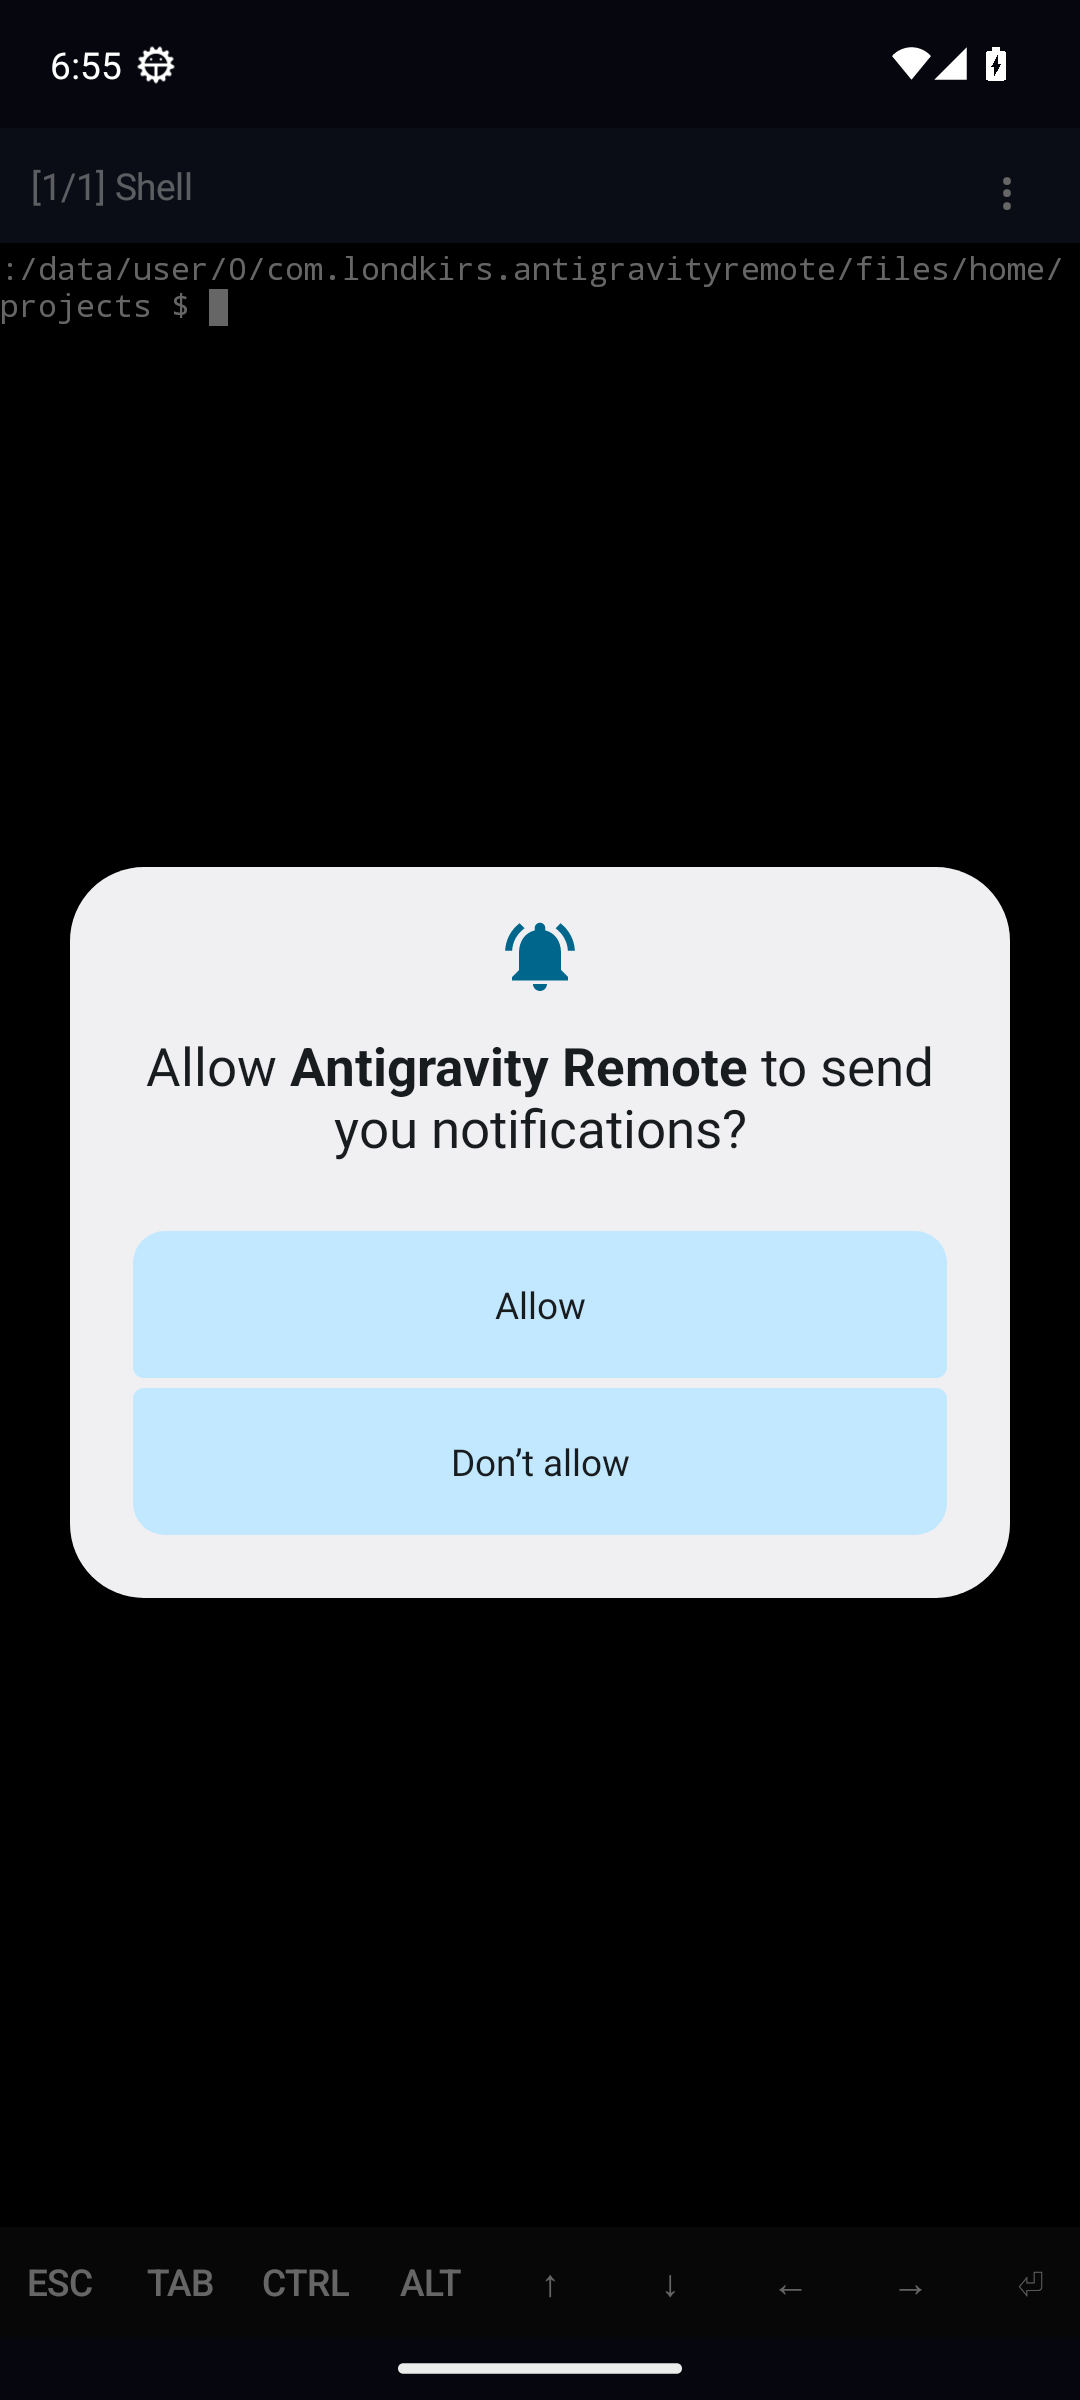 6:55
[1/1] Shell
:/data/user/0/com.londkirs.antigravityremote/files/home/
projects $
Allow Antigravity Remote to send
you notifications?
Allow
Don’t allow
ESC TAB CTRL ALT ↑ ↓ ← → ⏎